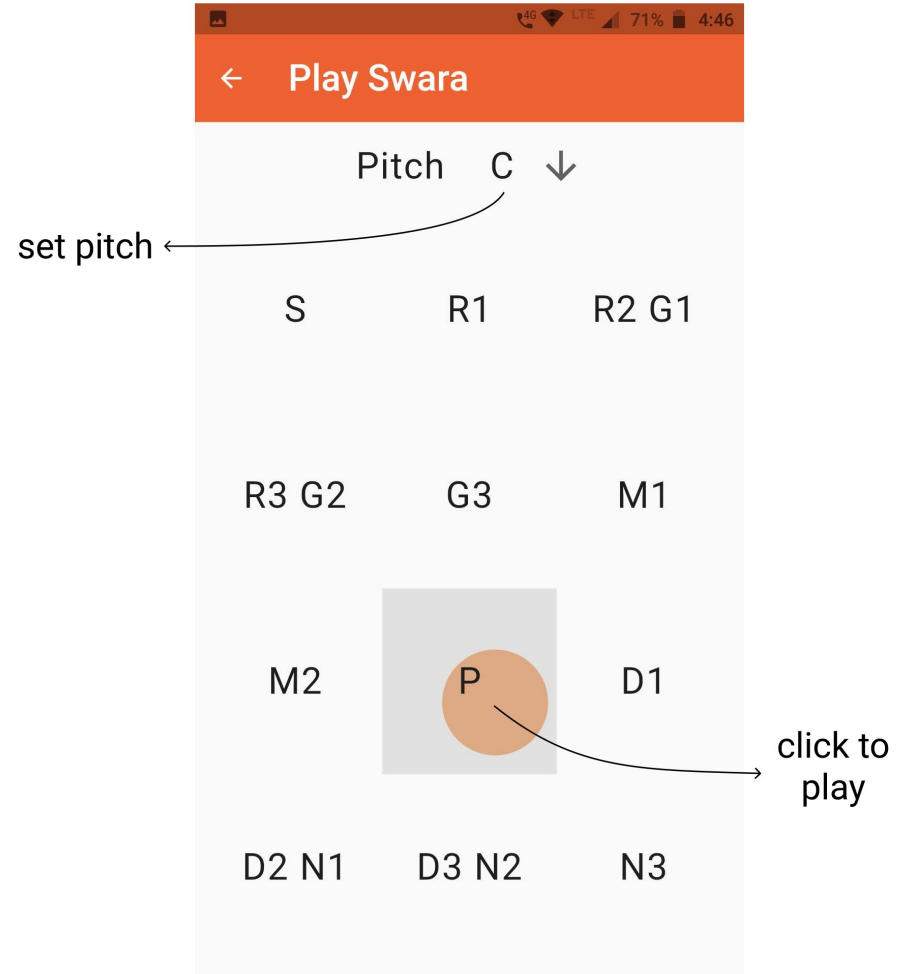 4G LTE 71% 4:46
Play Swara
Pitch C
set pitch
S R1 R2 G1
R3 G2 G3 M1
M2 P D1
click to
play
D2 N1 D3 N2 N3